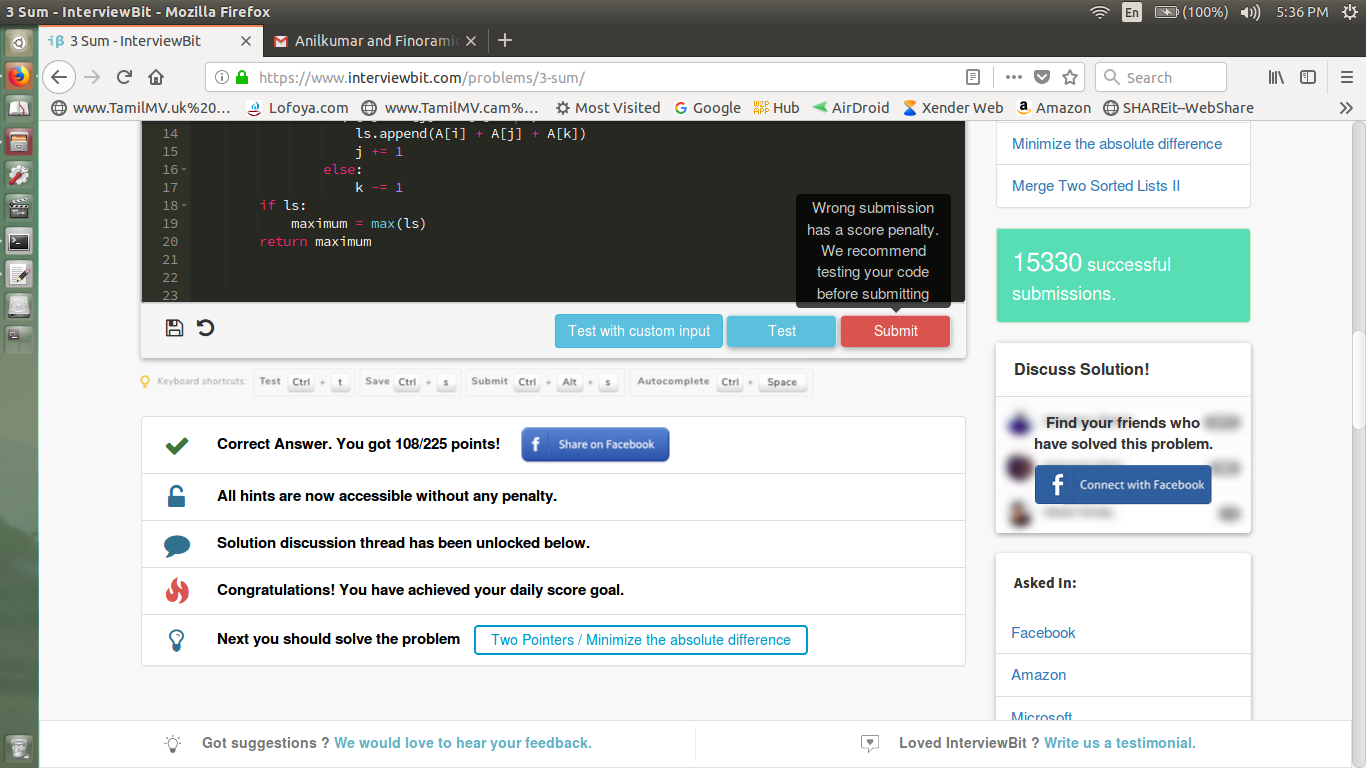 3 Sum - InterviewBit - Mozilla Firefox
En
(100%)
5:36 PM
iβ 3 Sum - InterviewBit
Anilkumar and Finoramic
https://www.interviewbit.com/problems/3-sum/
Search
www.TamilMV.uk%20...
Lofoya.com
www.TamilMV.cam%...
Most Visited
Google
Hub
AirDroid
Xender Web
Amazon
SHAREit--WebShare
14 ls.append(A[i] + A[j] + A[k])
15 j += 1
16 else:
17 k -= 1
18 if ls:
19 maximum = max(ls)
20 return maximum
21
22
23
Wrong submission
has a score penalty.
We recommend
testing your code
before submitting
Test with custom input
Test
Submit
Keyboard shortcuts: Test Ctrl + t Save Ctrl + s Submit Ctrl + Alt + s Autocomplete Ctrl + Space
Correct Answer. You got 108/225 points!
f Share on Facebook
All hints are now accessible without any penalty.
Solution discussion thread has been unlocked below.
Congratulations! You have achieved your daily score goal.
Next you should solve the problem
Two Pointers / Minimize the absolute difference
Minimize the absolute difference
Merge Two Sorted Lists II
15330 successful
submissions.
Discuss Solution!
Find your friends who
have solved this problem.
f Connect with Facebook
Asked In:
Facebook
Amazon
Microsoft
Got suggestions ? We would love to hear your feedback.
Loved InterviewBit ? Write us a testimonial.